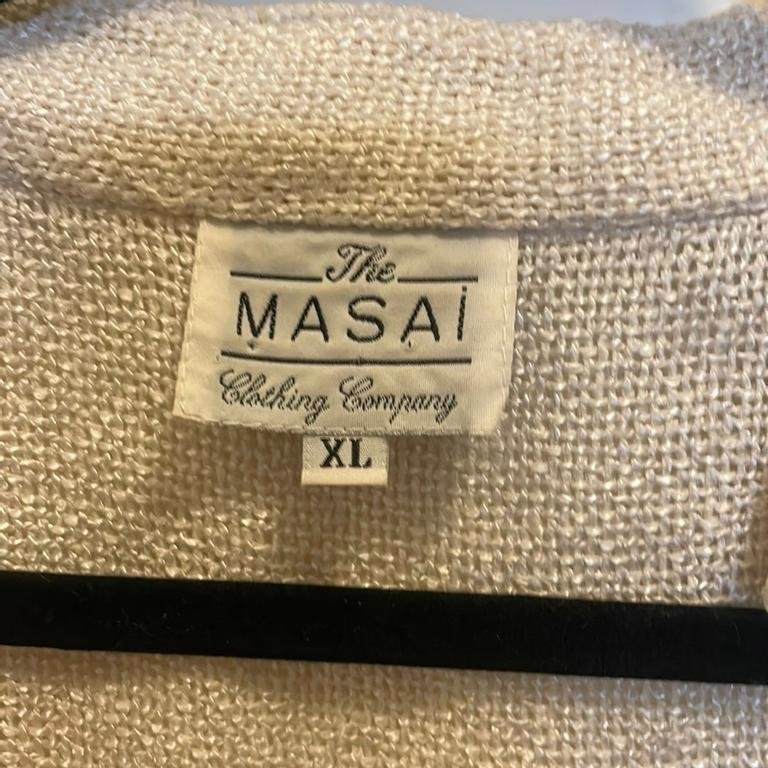 The
MASAi
Clothing Company
XL